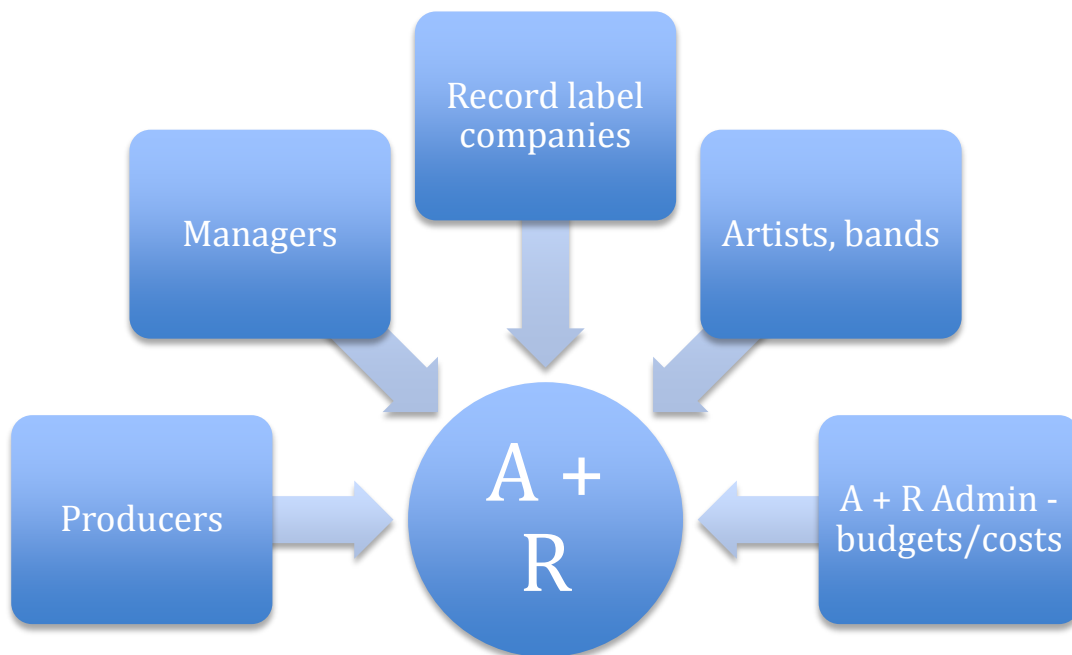 Record label
companies
Managers
Artists, bands
Producers
A +
R
A + R Admin -
budgets/costs